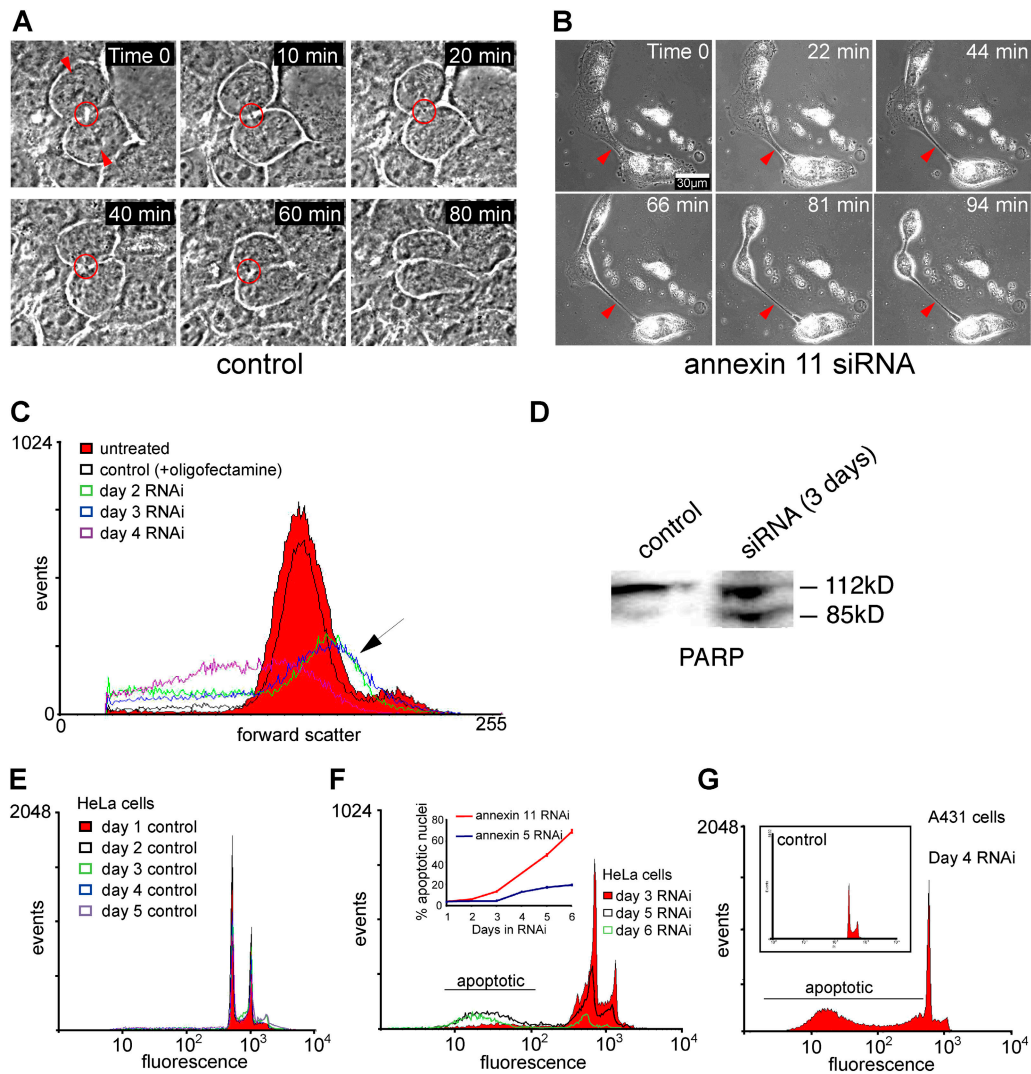 A
Time 0
10 min
20 min
40 min
60 min
80 min
control
B
Time 0
22 min
44 min
30µm
66 min
81 min
94 min
annexin 11 siRNA
C
1024
events
0
0
255
forward scatter
untreated
control (+oligofectamine)
day 2 RNAi
day 3 RNAi
day 4 RNAi
D
control
siRNA (3 days)
112kD
85kD
PARP
E
HeLa cells
2048
day 1 control
day 2 control
day 3 control
day 4 control
day 5 control
events
10
10²
10³
10⁴
fluorescence
F
1024
events
% apoptotic nuclei
80
60
40
20
0
annexin 11 RNAi
annexin 5 RNAi
1 2 3 4 5 6
Days in RNAi
HeLa cells
day 3 RNAi
day 5 RNAi
day 6 RNAi
apoptotic
10
10²
10³
10⁴
fluorescence
G
2048
events
control
A431 cells
Day 4 RNAi
apoptotic
10
10²
10³
10⁴
fluorescence